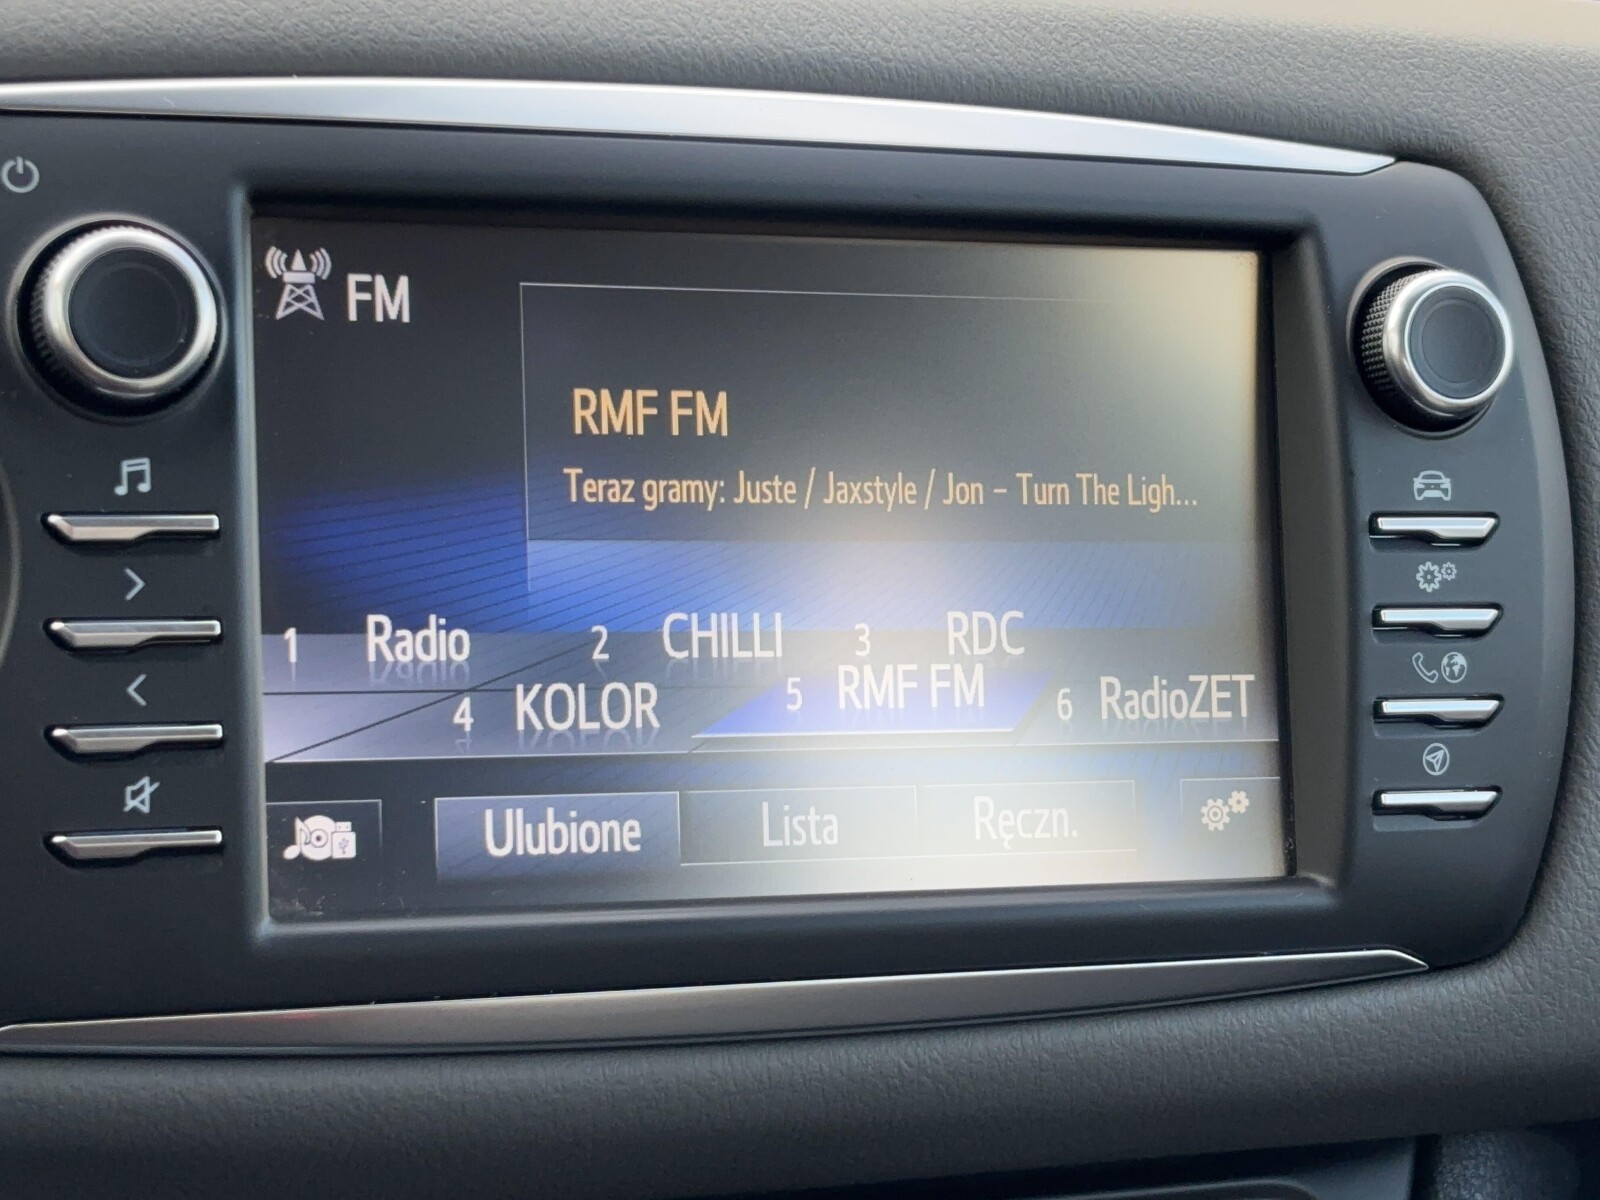 FM
RMF FM
Teraz gramy: Juste / Jaxstyle / Jon – Turn The Ligh...
1 Radio 2 CHILLI 3 RDC
4 KOLOR 5 RMF FM 6 RadioZET
Ulubione Lista Ręczn.